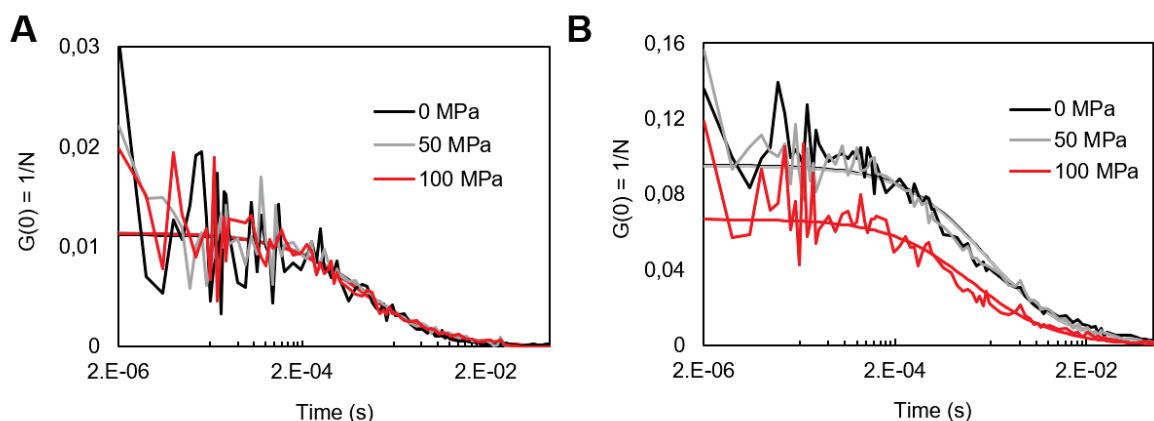 A
0,03
0,02
0,01
0
G(0) = 1/N
0 MPa
50 MPa
100 MPa
2.E-06
2.E-04
2.E-02
Time (s)
B
0,16
0,12
0,08
0,04
0
G(0) = 1/N
0 MPa
50 MPa
100 MPa
2.E-06
2.E-04
2.E-02
Time (s)